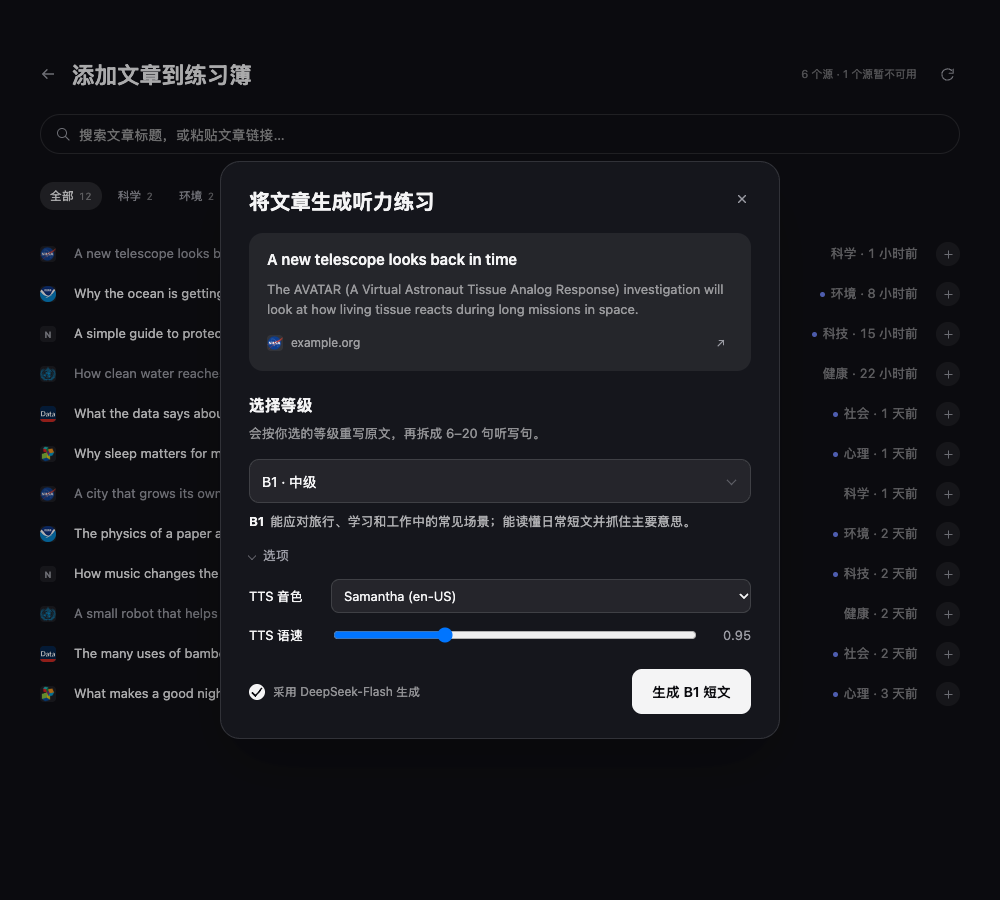 添加文章到练习簿
6 个源 · 1 个源暂不可用
搜索文章标题，或粘贴文章链接...
全部 12 科学 2 环境 2
将文章生成听力练习
A new telescope looks back in time
The AVATAR (A Virtual Astronaut Tissue Analog Response) investigation will
look at how living tissue reacts during long missions in space.
example.org
选择等级
会按你选的等级重写原文，再拆成 6–20 句听写句。
B1 · 中级
B1 能应对旅行、学习和工作中的常见场景；能读懂日常短文并抓住主要意思。
选项
TTS 音色 Samantha (en-US)
TTS 语速 0.95
采用 DeepSeek-Flash 生成
生成 B1 短文
A new telescope looks b
科学 · 1 小时前
Why the ocean is getting
环境 · 8 小时前
N A simple guide to protec
科技 · 15 小时前
How clean water reache
健康 · 22 小时前
Data What the data says abou
社会 · 1 天前
Why sleep matters for m
心理 · 1 天前
A city that grows its own
科学 · 1 天前
The physics of a paper a
环境 · 2 天前
N How music changes the
科技 · 2 天前
A small robot that helps
健康 · 2 天前
Data The many uses of bamb
社会 · 2 天前
What makes a good nigh
心理 · 3 天前